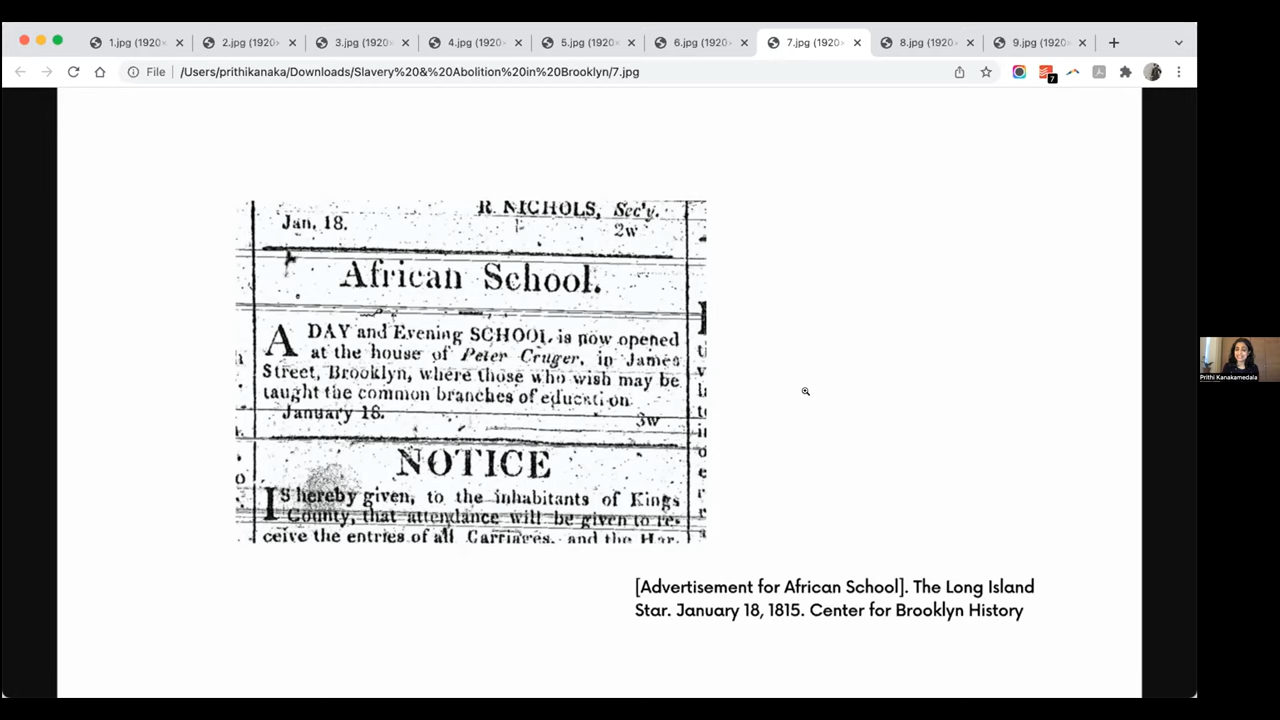 1.jpg (1920×
2.jpg (1920×
3.jpg (1920×
4.jpg (1920×
5.jpg (1920×
6.jpg (1920×
7.jpg (1920×
8.jpg (1920×
9.jpg (1920×
File
/Users/prithikanaka/Downloads/Slavery%20&%20Abolition%20in%20Brooklyn/7.jpg
7
R. NICHOLS, Sec'y.
Jan. 18.
2w
African School.
A DAY and Evening SCHOOL is now opened
at the house of Peter Cruger, in James
Street, Brooklyn, where those who wish may be
taught the common branches of education
January 18.
3w
NOTICE
IS hereby given, to the inhabitants of Kings
County, that attendance will be given to re-
ceive the entries of all Carriages, and the Har-
[Advertisement for African School]. The Long Island
Star. January 18, 1815. Center for Brooklyn History
Prithi Kanakamedala